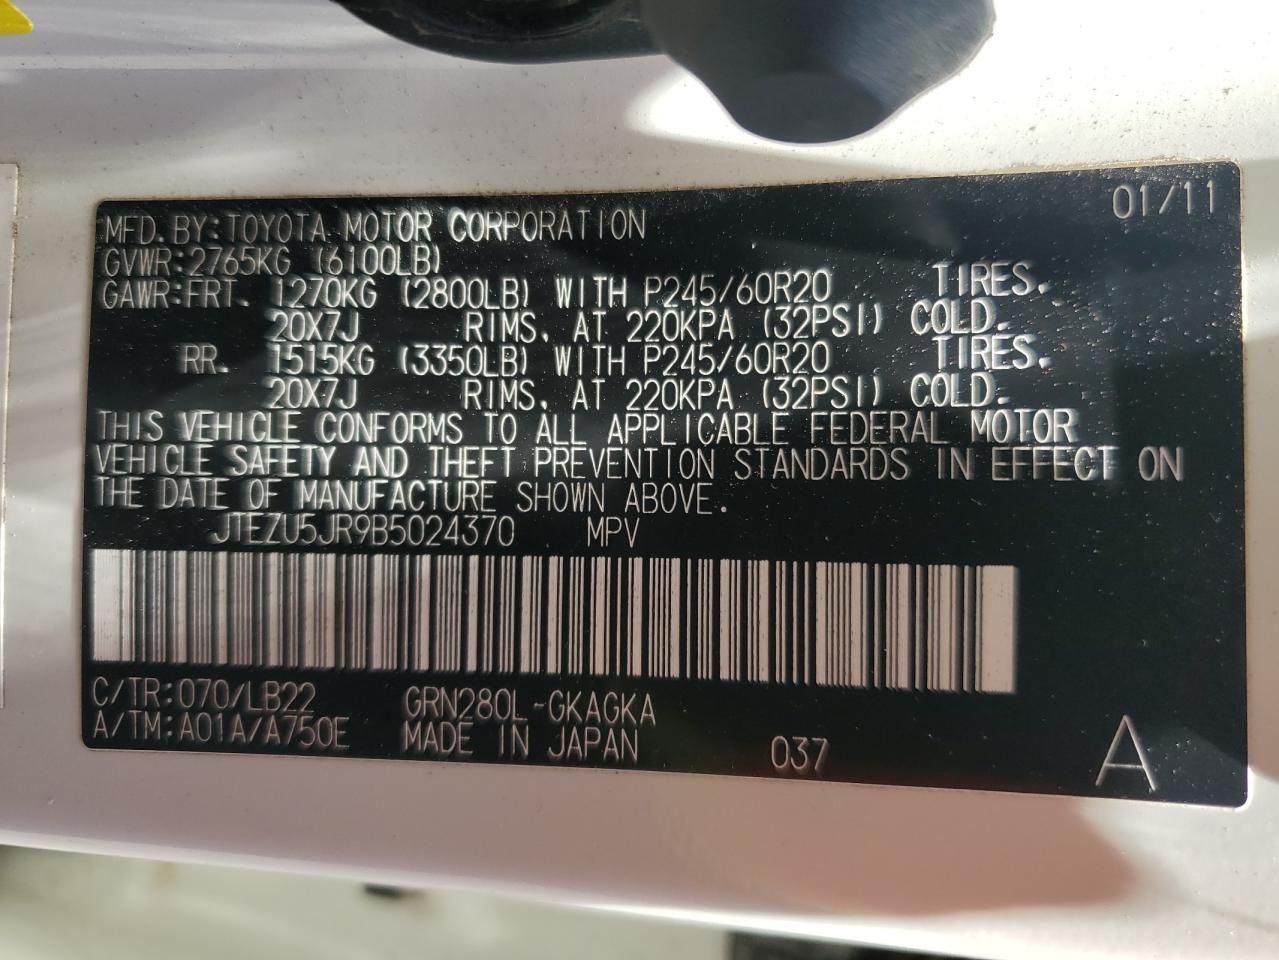 01/11
MFD. BY: TOYOTA MOTOR CORPORATION
GVWR: 2765KG (6100LB)
GAWR: FRT. 1270KG (2800LB) WITH P245/60R20 TIRES.
20X7J RIMS, AT 220KPA (32PSI) COLD.
RR. 1515KG (3350LB) WITH P245/60R20 TIRES.
20X7J RIMS, AT 220KPA (32PSI) COLD.
THIS VEHICLE CONFORMS TO ALL APPLICABLE FEDERAL MOTOR
VEHICLE SAFETY AND THEFT PREVENTION STANDARDS IN EFFECT ON
THE DATE OF MANUFACTURE SHOWN ABOVE.
JTEZU5JR9B5024370 MPV
C/TR: 070/LB22 GRN280L-GKAGKA
A/TM: A01A/A750E MADE IN JAPAN 037 A